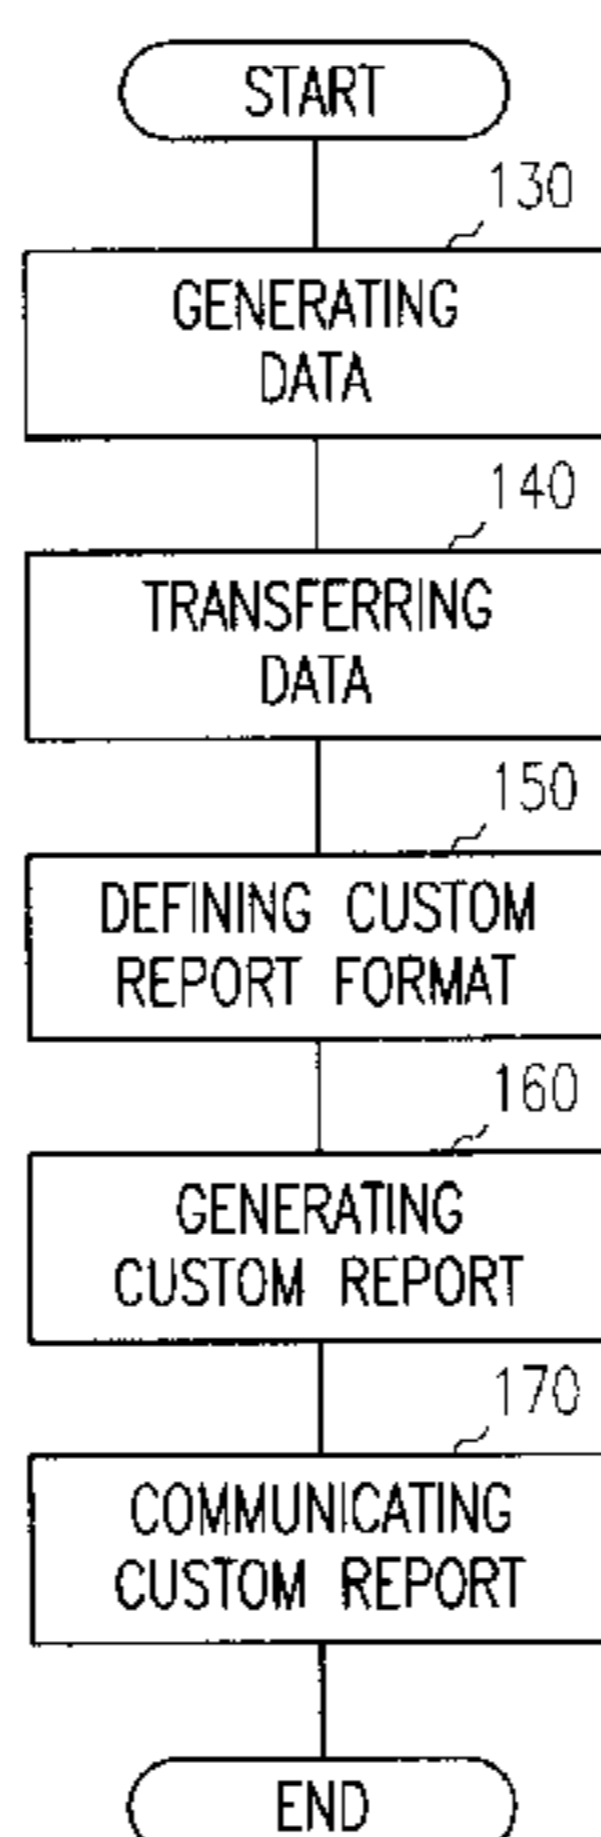 START
130
GENERATING
DATA
140
TRANSFERRING
DATA
150
DEFINING CUSTOM
REPORT FORMAT
160
GENERATING
CUSTOM REPORT
170
COMMUNICATING
CUSTOM REPORT
END